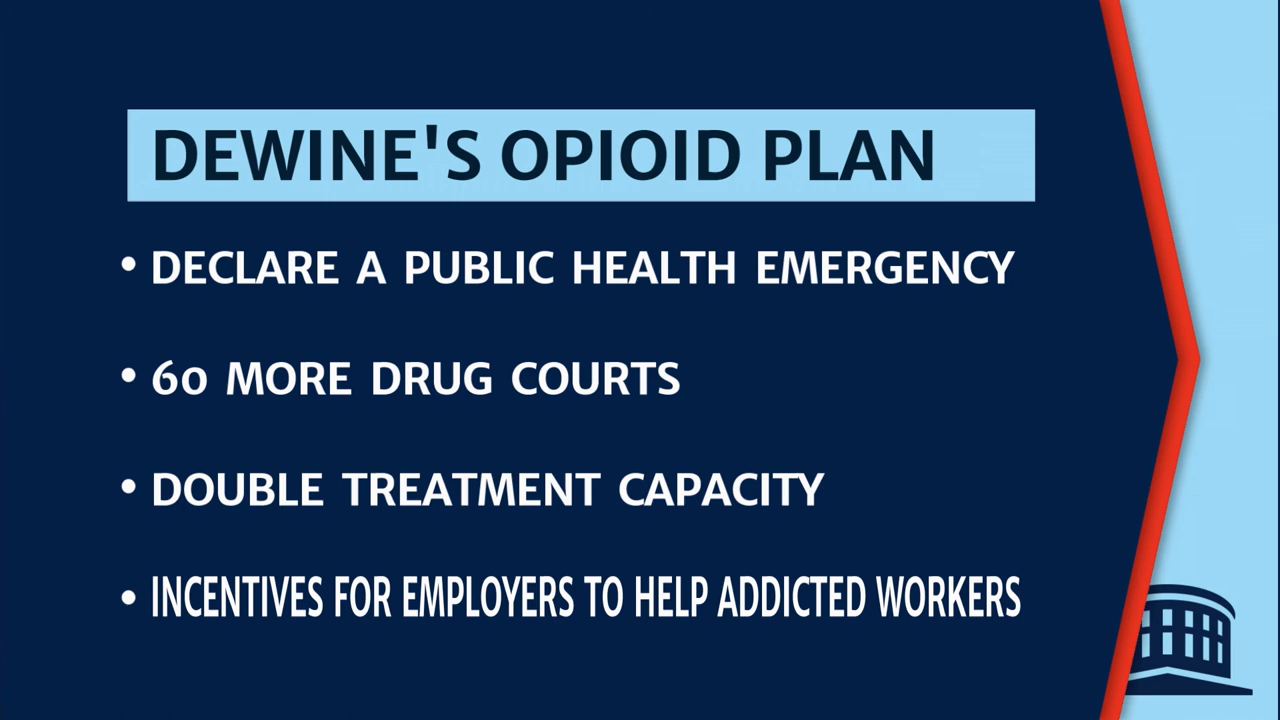 DEWINE'S OPIOID PLAN
• DECLARE A PUBLIC HEALTH EMERGENCY
• 60 MORE DRUG COURTS
• DOUBLE TREATMENT CAPACITY
• INCENTIVES FOR EMPLOYERS TO HELP ADDICTED WORKERS